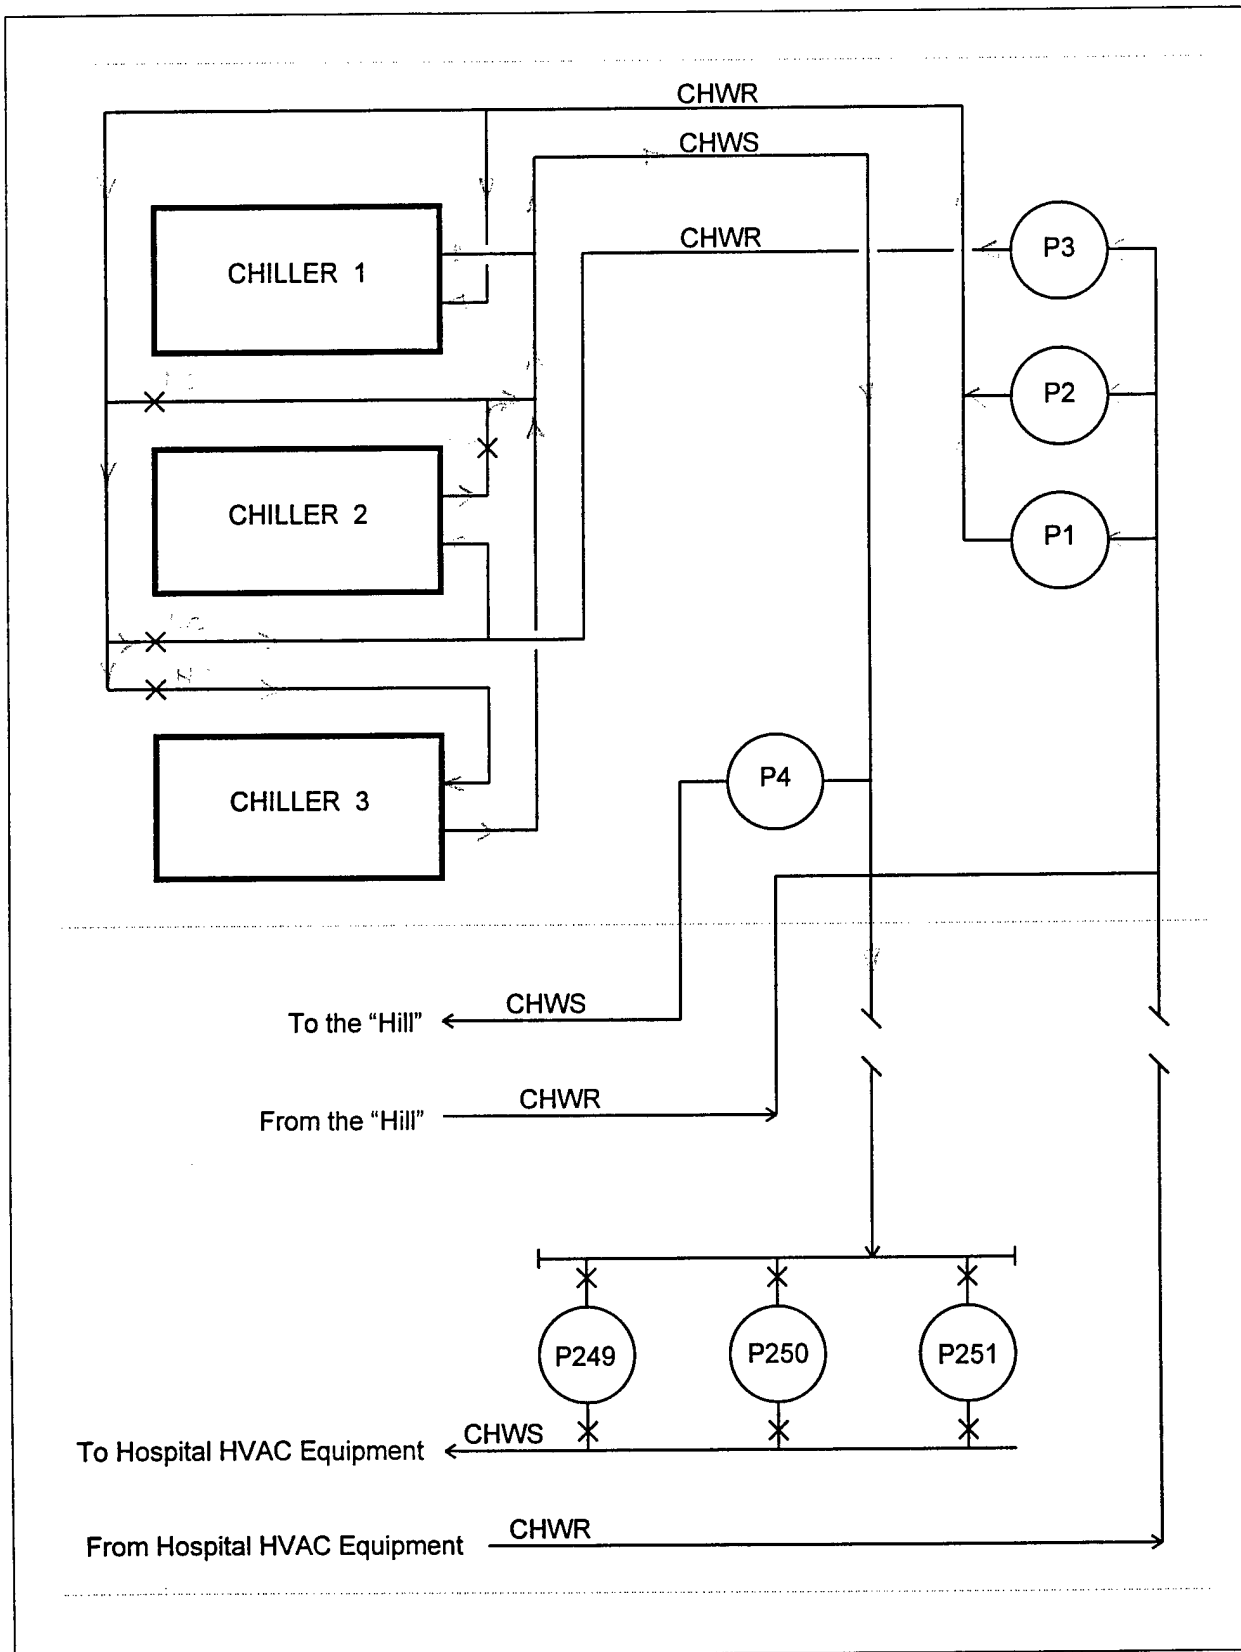 CHWR
CHWS
CHWR
P3
CHILLER 1
P2
CHILLER 2
P1
P4
CHILLER 3
To the “Hill”
CHWS
From the “Hill”
CHWR
P249
P250
P251
To Hospital HVAC Equipment
CHWS
From Hospital HVAC Equipment
CHWR